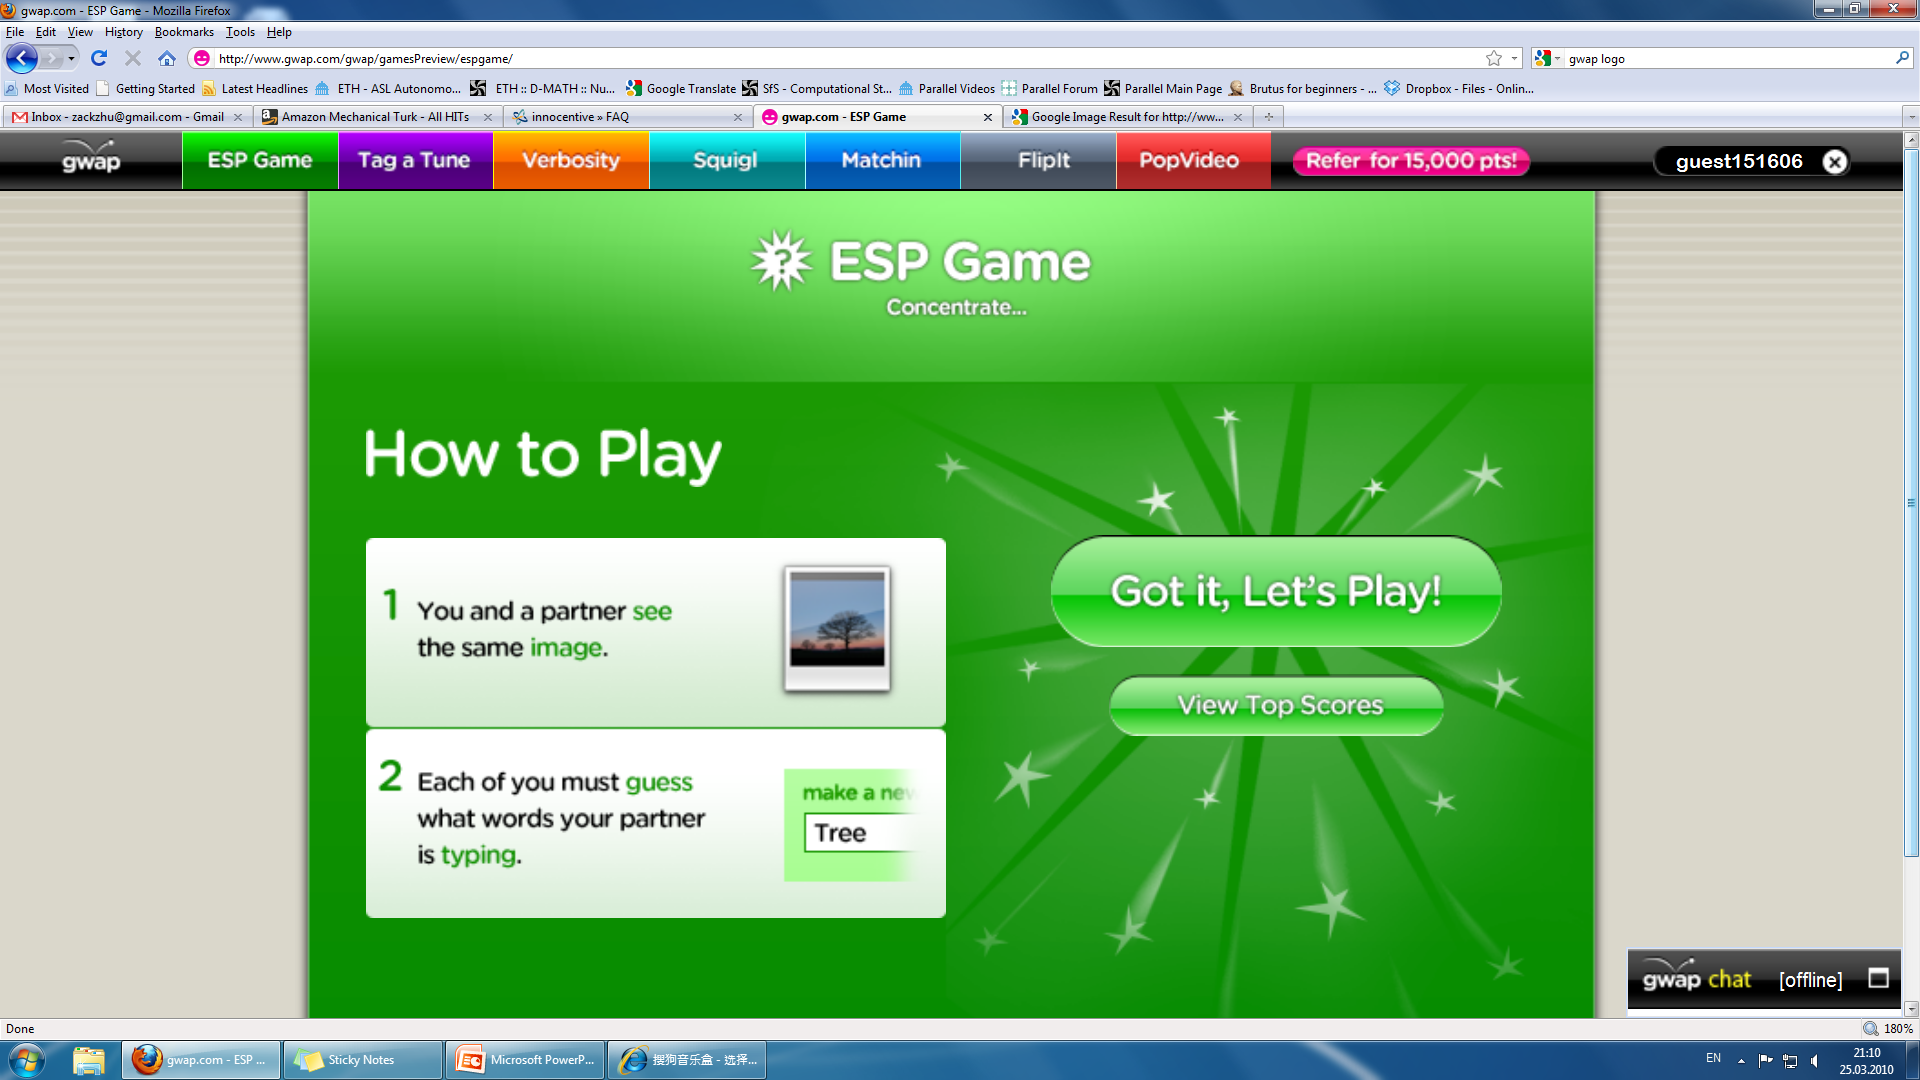 gwap.com - ESP Game - Mozilla Firefox
File Edit View History Bookmarks Tools Help
http://www.gwap.com/gwap/gamesPreview/espgame/
gwap logo
Most Visited Getting Started Latest Headlines ETH - ASL Autonomo... ETH :: D-MATH :: Nu... Google Translate SfS - Computational St... Parallel Videos Parallel Forum Parallel Main Page Brutus for beginners - ... Dropbox - Files - Onlin...
Inbox - zackzhu@gmail.com - Gmail Amazon Mechanical Turk - All HITs innocentive » FAQ gwap.com - ESP Game Google Image Result for http://ww...
gwap ESP Game Tag a Tune Verbosity Squigl Matchin FlipIt PopVideo Refer for 15,000 pts! guest151606
ESP Game
Concentrate...
How to Play
1 You and a partner see
the same image.
Got it, Let's Play!
View Top Scores
2 Each of you must guess
what words your partner
is typing.
make a new
Tree
gwap chat [offline]
Done
180%
gwap.com - ESP ... Sticky Notes Microsoft PowerP... 搜狗音乐盒 - 选择... EN 21:10
25.03.2010